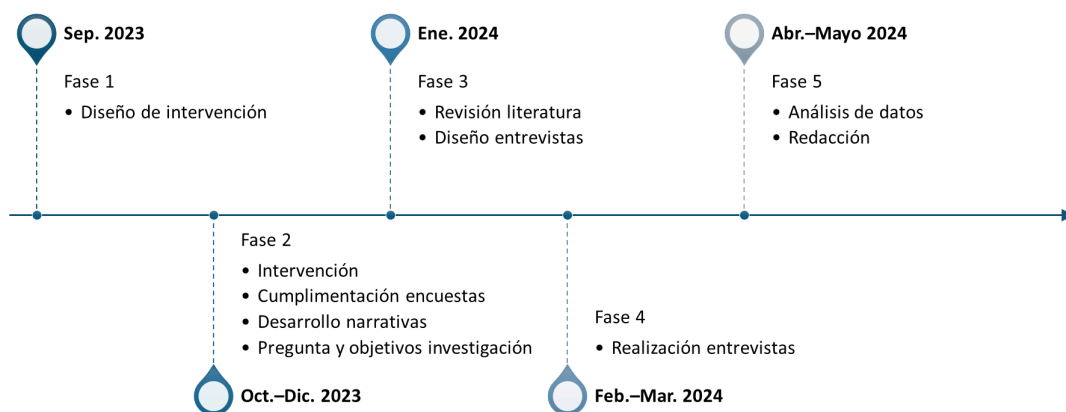 Sep. 2023
Fase 1
• Diseño de intervención
Oct.–Dic. 2023
Fase 2
• Intervención
• Cumplimentación encuestas
• Desarrollo narrativas
• Pregunta y objetivos investigación
Ene. 2024
Fase 3
• Revisión literatura
• Diseño entrevistas
Feb.–Mar. 2024
Fase 4
• Realización entrevistas
Abr.–Mayo 2024
Fase 5
• Análisis de datos
• Redacción